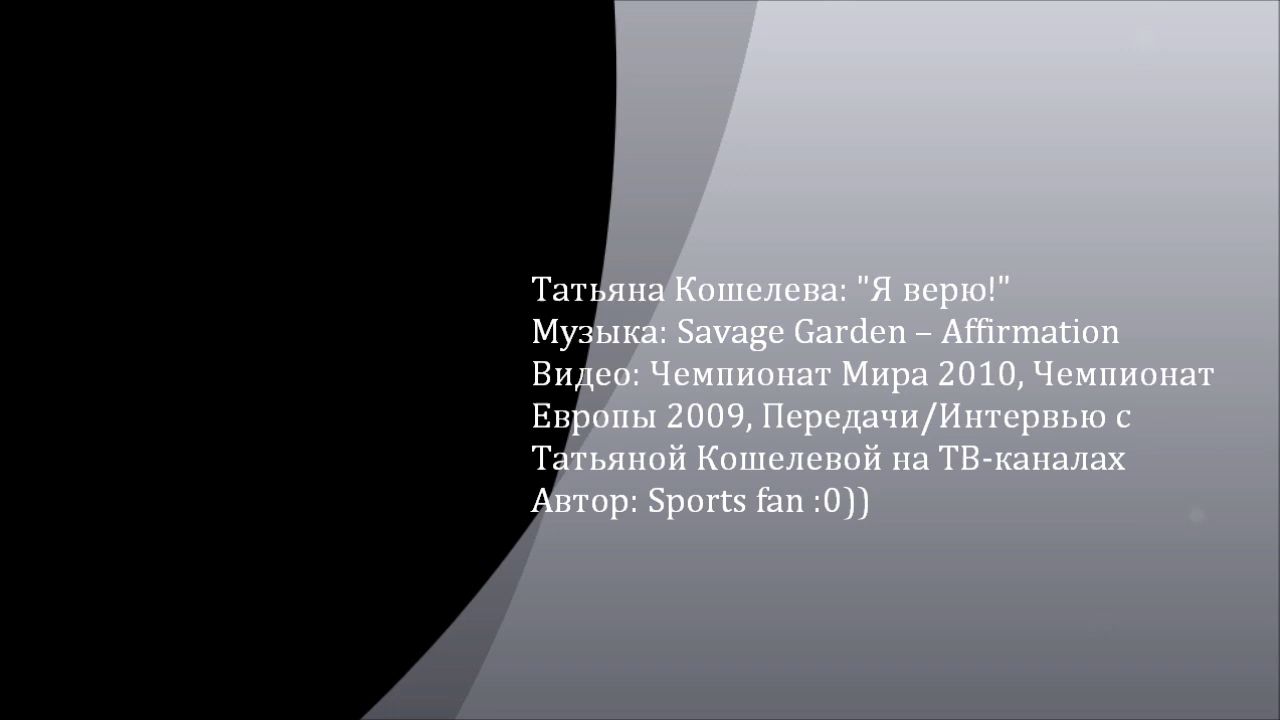 Татьяна Кошелева: "Я верю!"
Музыка: Savage Garden – Affirmation
Видео: Чемпионат Мира 2010, Чемпионат
Европы 2009, Передачи/Интервью с
Татьяной Кошелевой на ТВ-каналах
Автор: Sports fan :0))